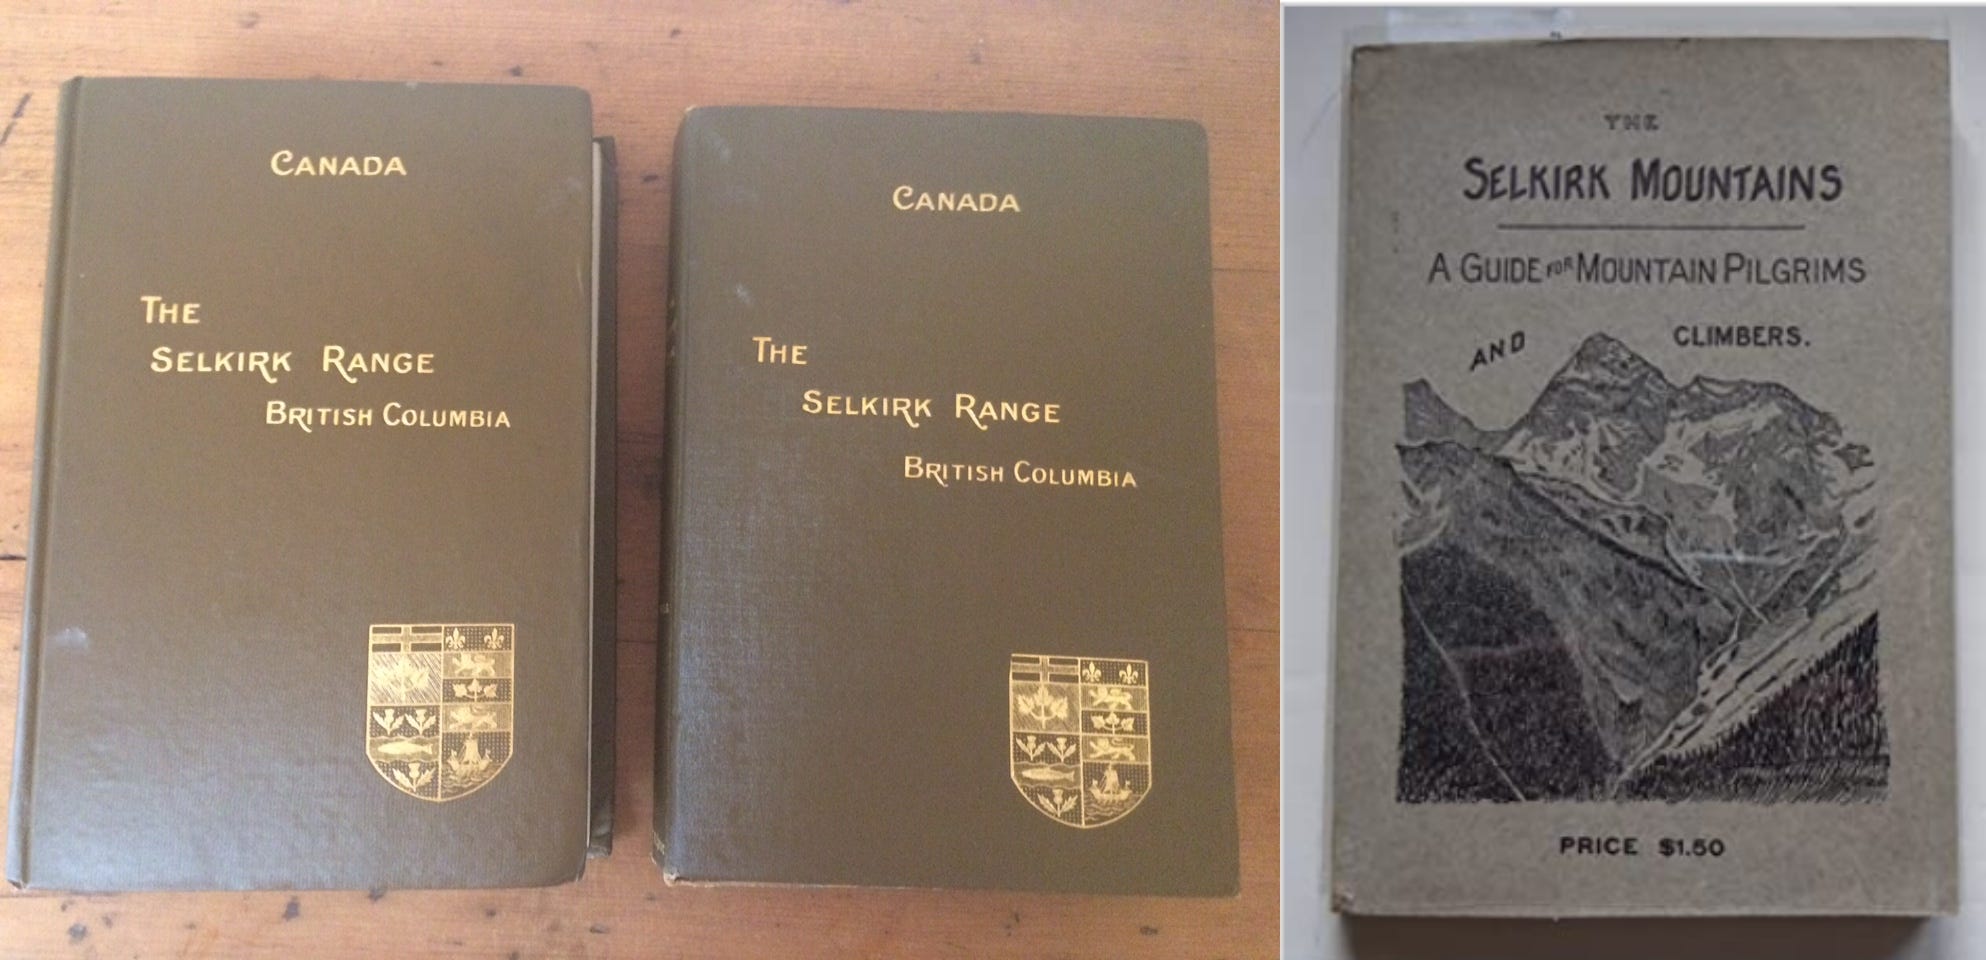 CANADA
THE
SELKIRK RANGE
BRITISH COLUMBIA
CANADA
THE
SELKIRK RANGE
BRITISH COLUMBIA
THE
SELKIRK MOUNTAINS
A GUIDE FOR MOUNTAIN PILGRIMS
AND CLIMBERS.
PRICE $1.50